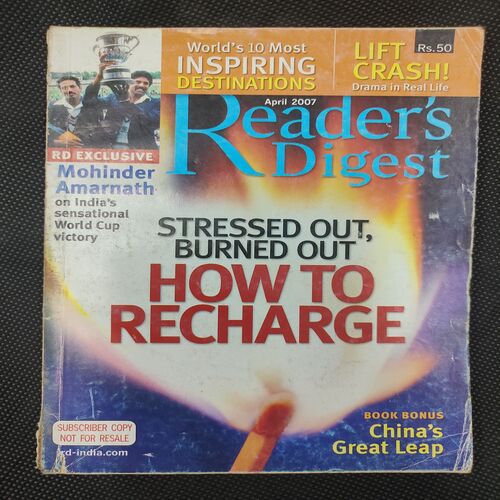 World's 10 Most
INSPIRING
DESTINATIONS
LIFT
CRASH!
Rs.50
Drama in Real Life
April 2007
Reader's
Digest
RD EXCLUSIVE
Mohinder
Amarnath
on India's
sensational
World Cup
victory
STRESSED OUT,
BURNED OUT
HOW TO
RECHARGE
BOOK BONUS
China's
Great Leap
SUBSCRIBER COPY
NOT FOR RESALE
rd-india.com